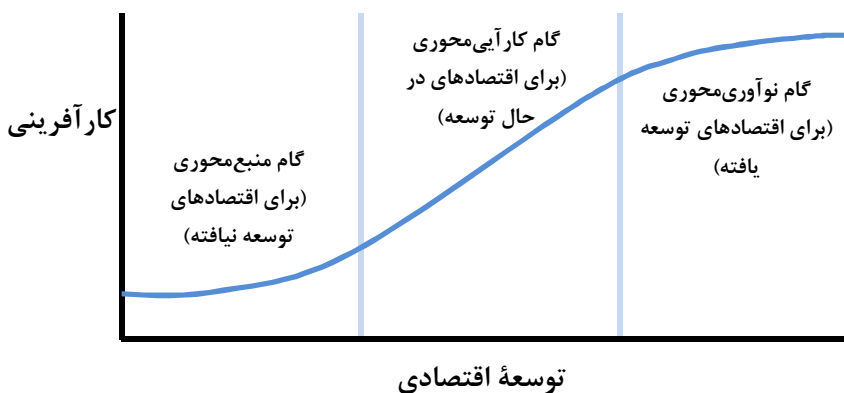 کارآفرینی
گام منبع‌محوری
(برای اقتصادهای
توسعه نیافته)
گام کارآیی‌محوری
(برای اقتصادهای در
حال توسعه)
گام نوآوری‌محوری
(برای اقتصادهای توسعه
یافته)
توسعهٔ اقتصادی